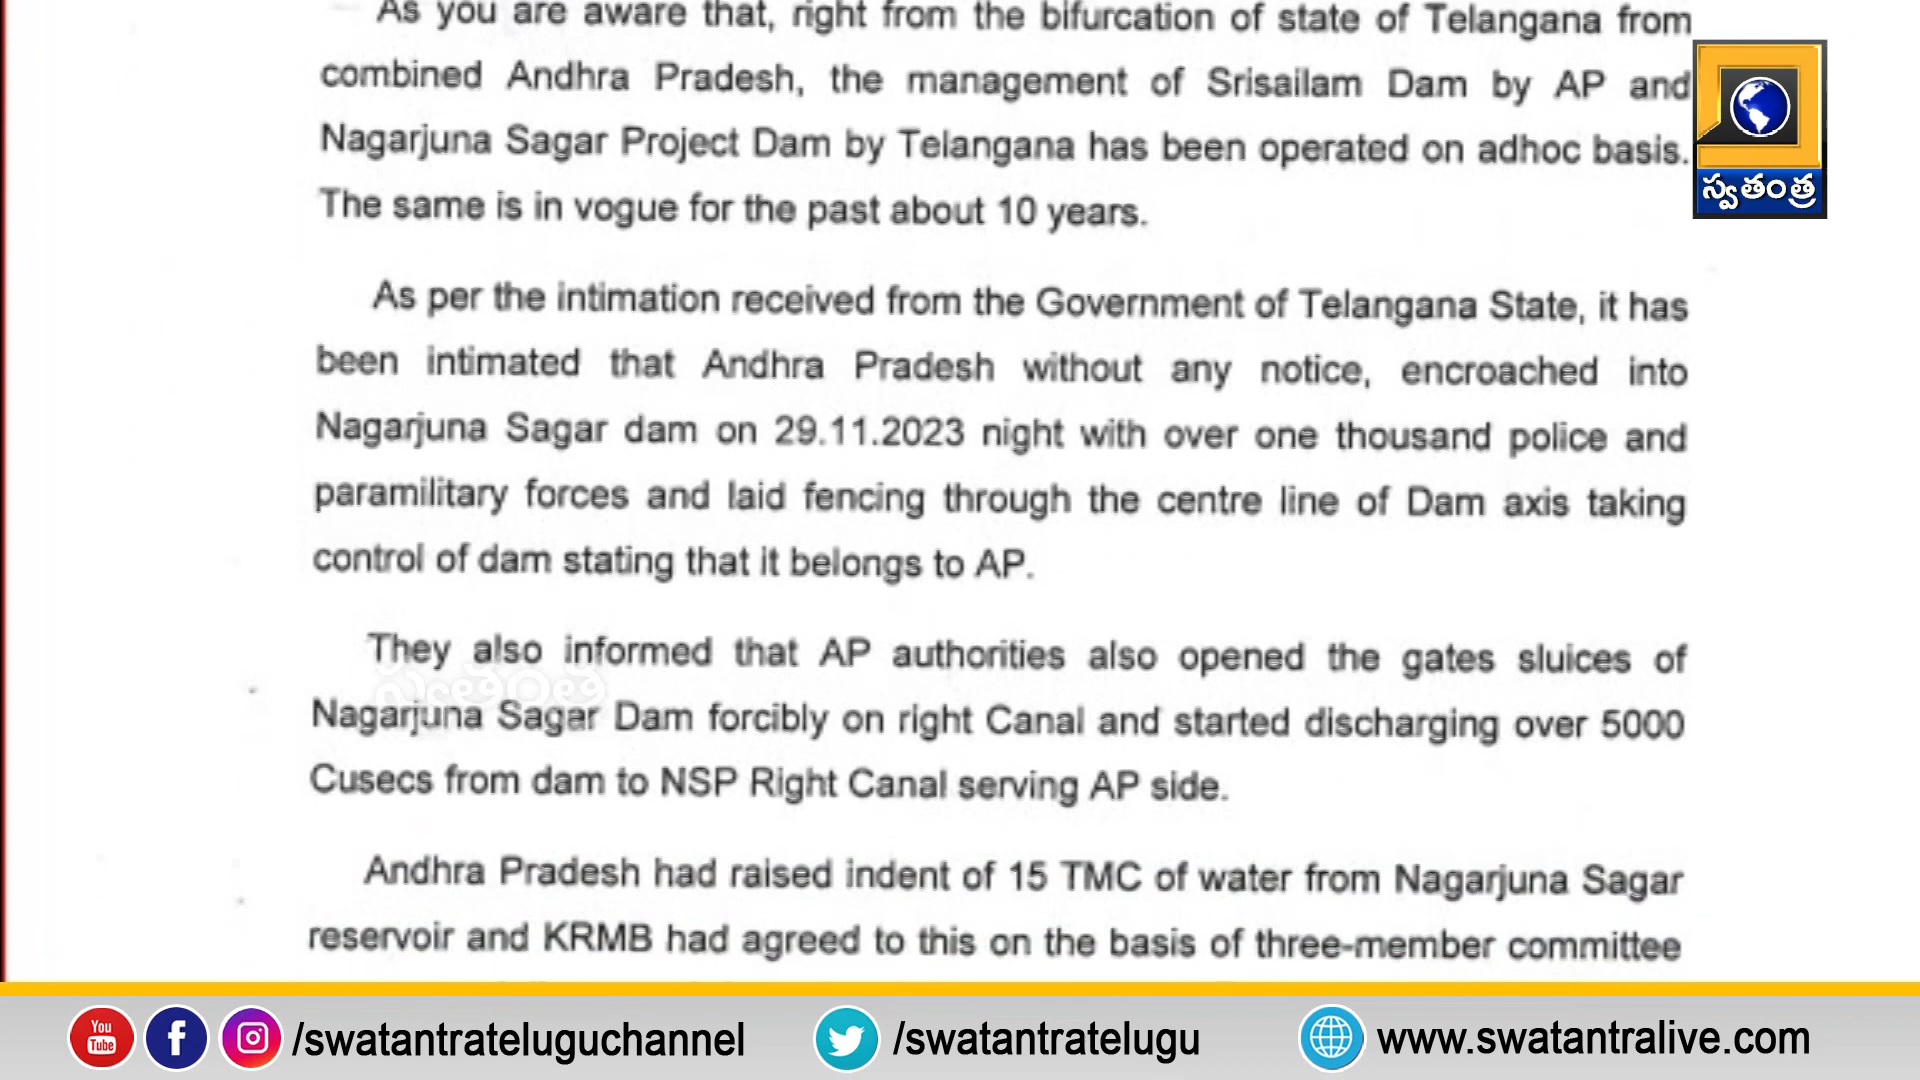 As you are aware that, right from the bifurcation of state of Telangana from
combined Andhra Pradesh, the management of Srisailam Dam by AP and
Nagarjuna Sagar Project Dam by Telangana has been operated on adhoc basis.
The same is in vogue for the past about 10 years.
As per the intimation received from the Government of Telangana State, it has
been intimated that Andhra Pradesh without any notice, encroached into
Nagarjuna Sagar dam on 29.11.2023 night with over one thousand police and
paramilitary forces and laid fencing through the centre line of Dam axis taking
control of dam stating that it belongs to AP.
They also informed that AP authorities also opened the gates sluices of
Nagarjuna Sagar Dam forcibly on right Canal and started discharging over 5000
Cusecs from dam to NSP Right Canal serving AP side.
Andhra Pradesh had raised indent of 15 TMC of water from Nagarjuna Sagar
reservoir and KRMB had agreed to this on the basis of three-member committee
స్వతంత్ర
You
Tube
/swatantrateluguchannel
/swatantratelugu
www.swatantralive.com